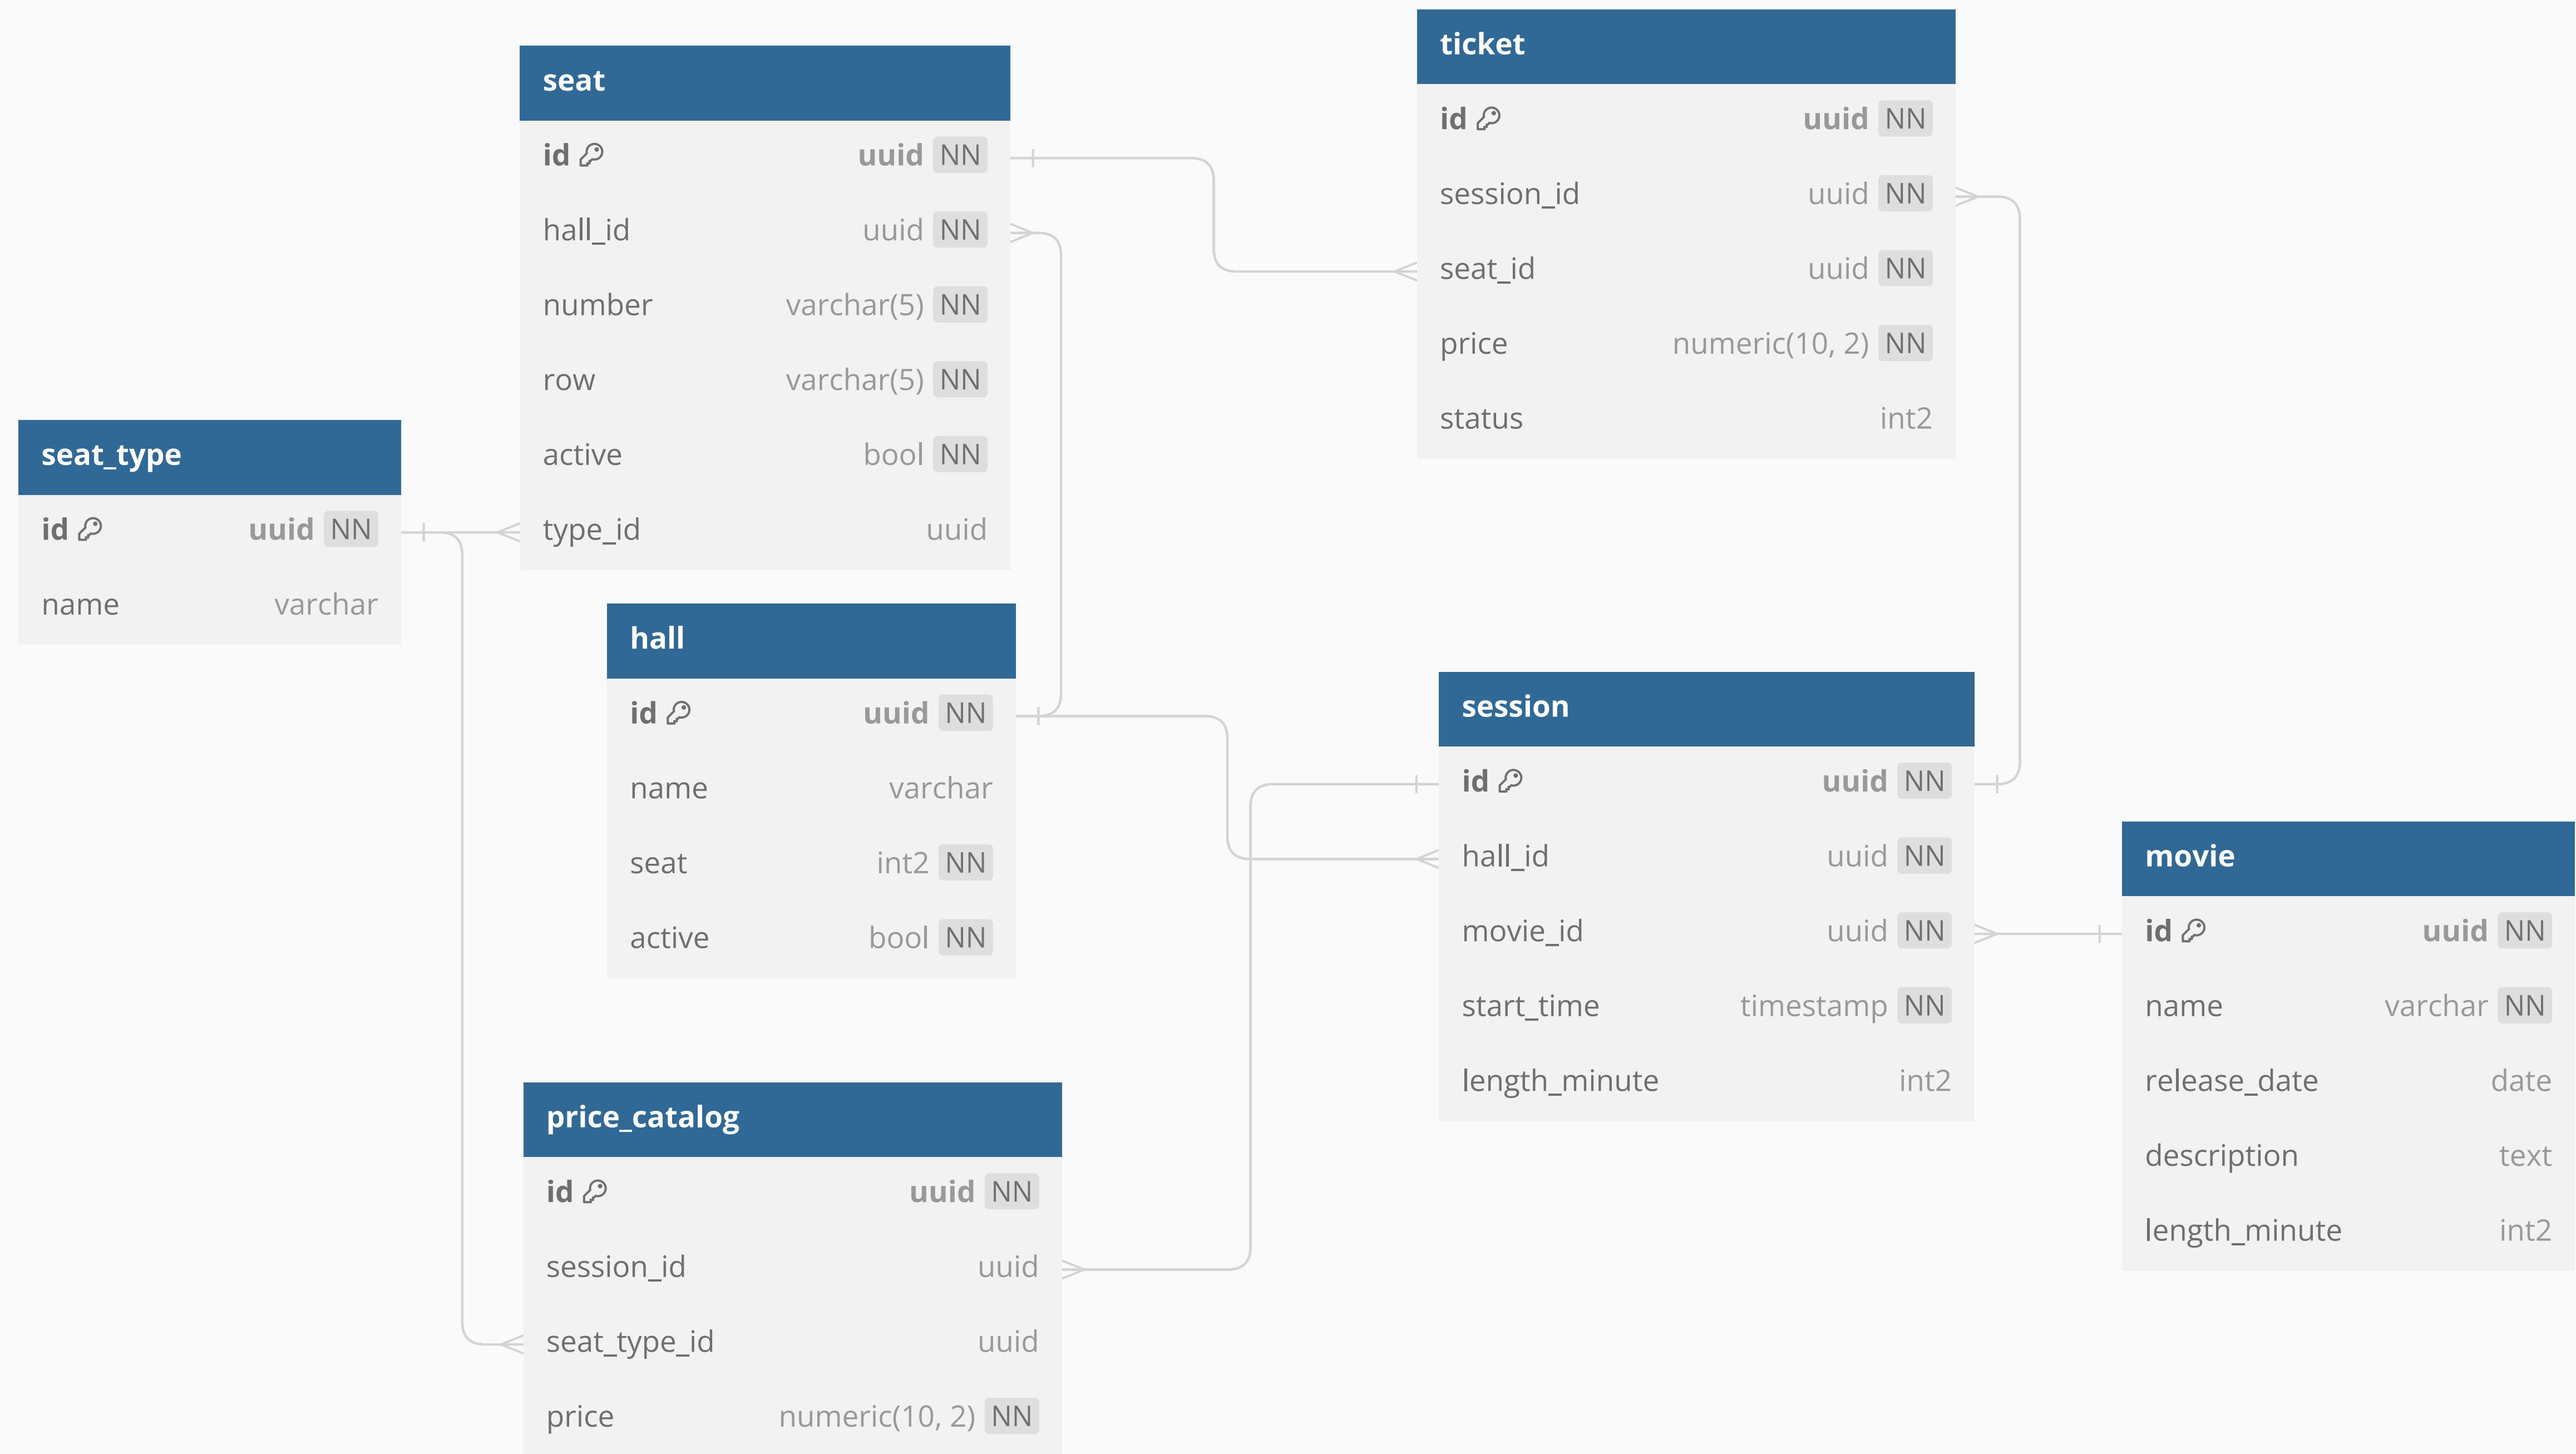 seat
id uuid NN
hall_id uuid NN
number varchar(5) NN
row varchar(5) NN
active bool NN
type_id uuid
ticket
id uuid NN
session_id uuid NN
seat_id uuid NN
price numeric(10, 2) NN
status int2
seat_type
id uuid NN
name varchar
hall
id uuid NN
name varchar
seat int2 NN
active bool NN
session
id uuid NN
hall_id uuid NN
movie_id uuid NN
start_time timestamp NN
length_minute int2
movie
id uuid NN
name varchar NN
release_date date
description text
length_minute int2
price_catalog
id uuid NN
session_id uuid
seat_type_id uuid
price numeric(10, 2) NN